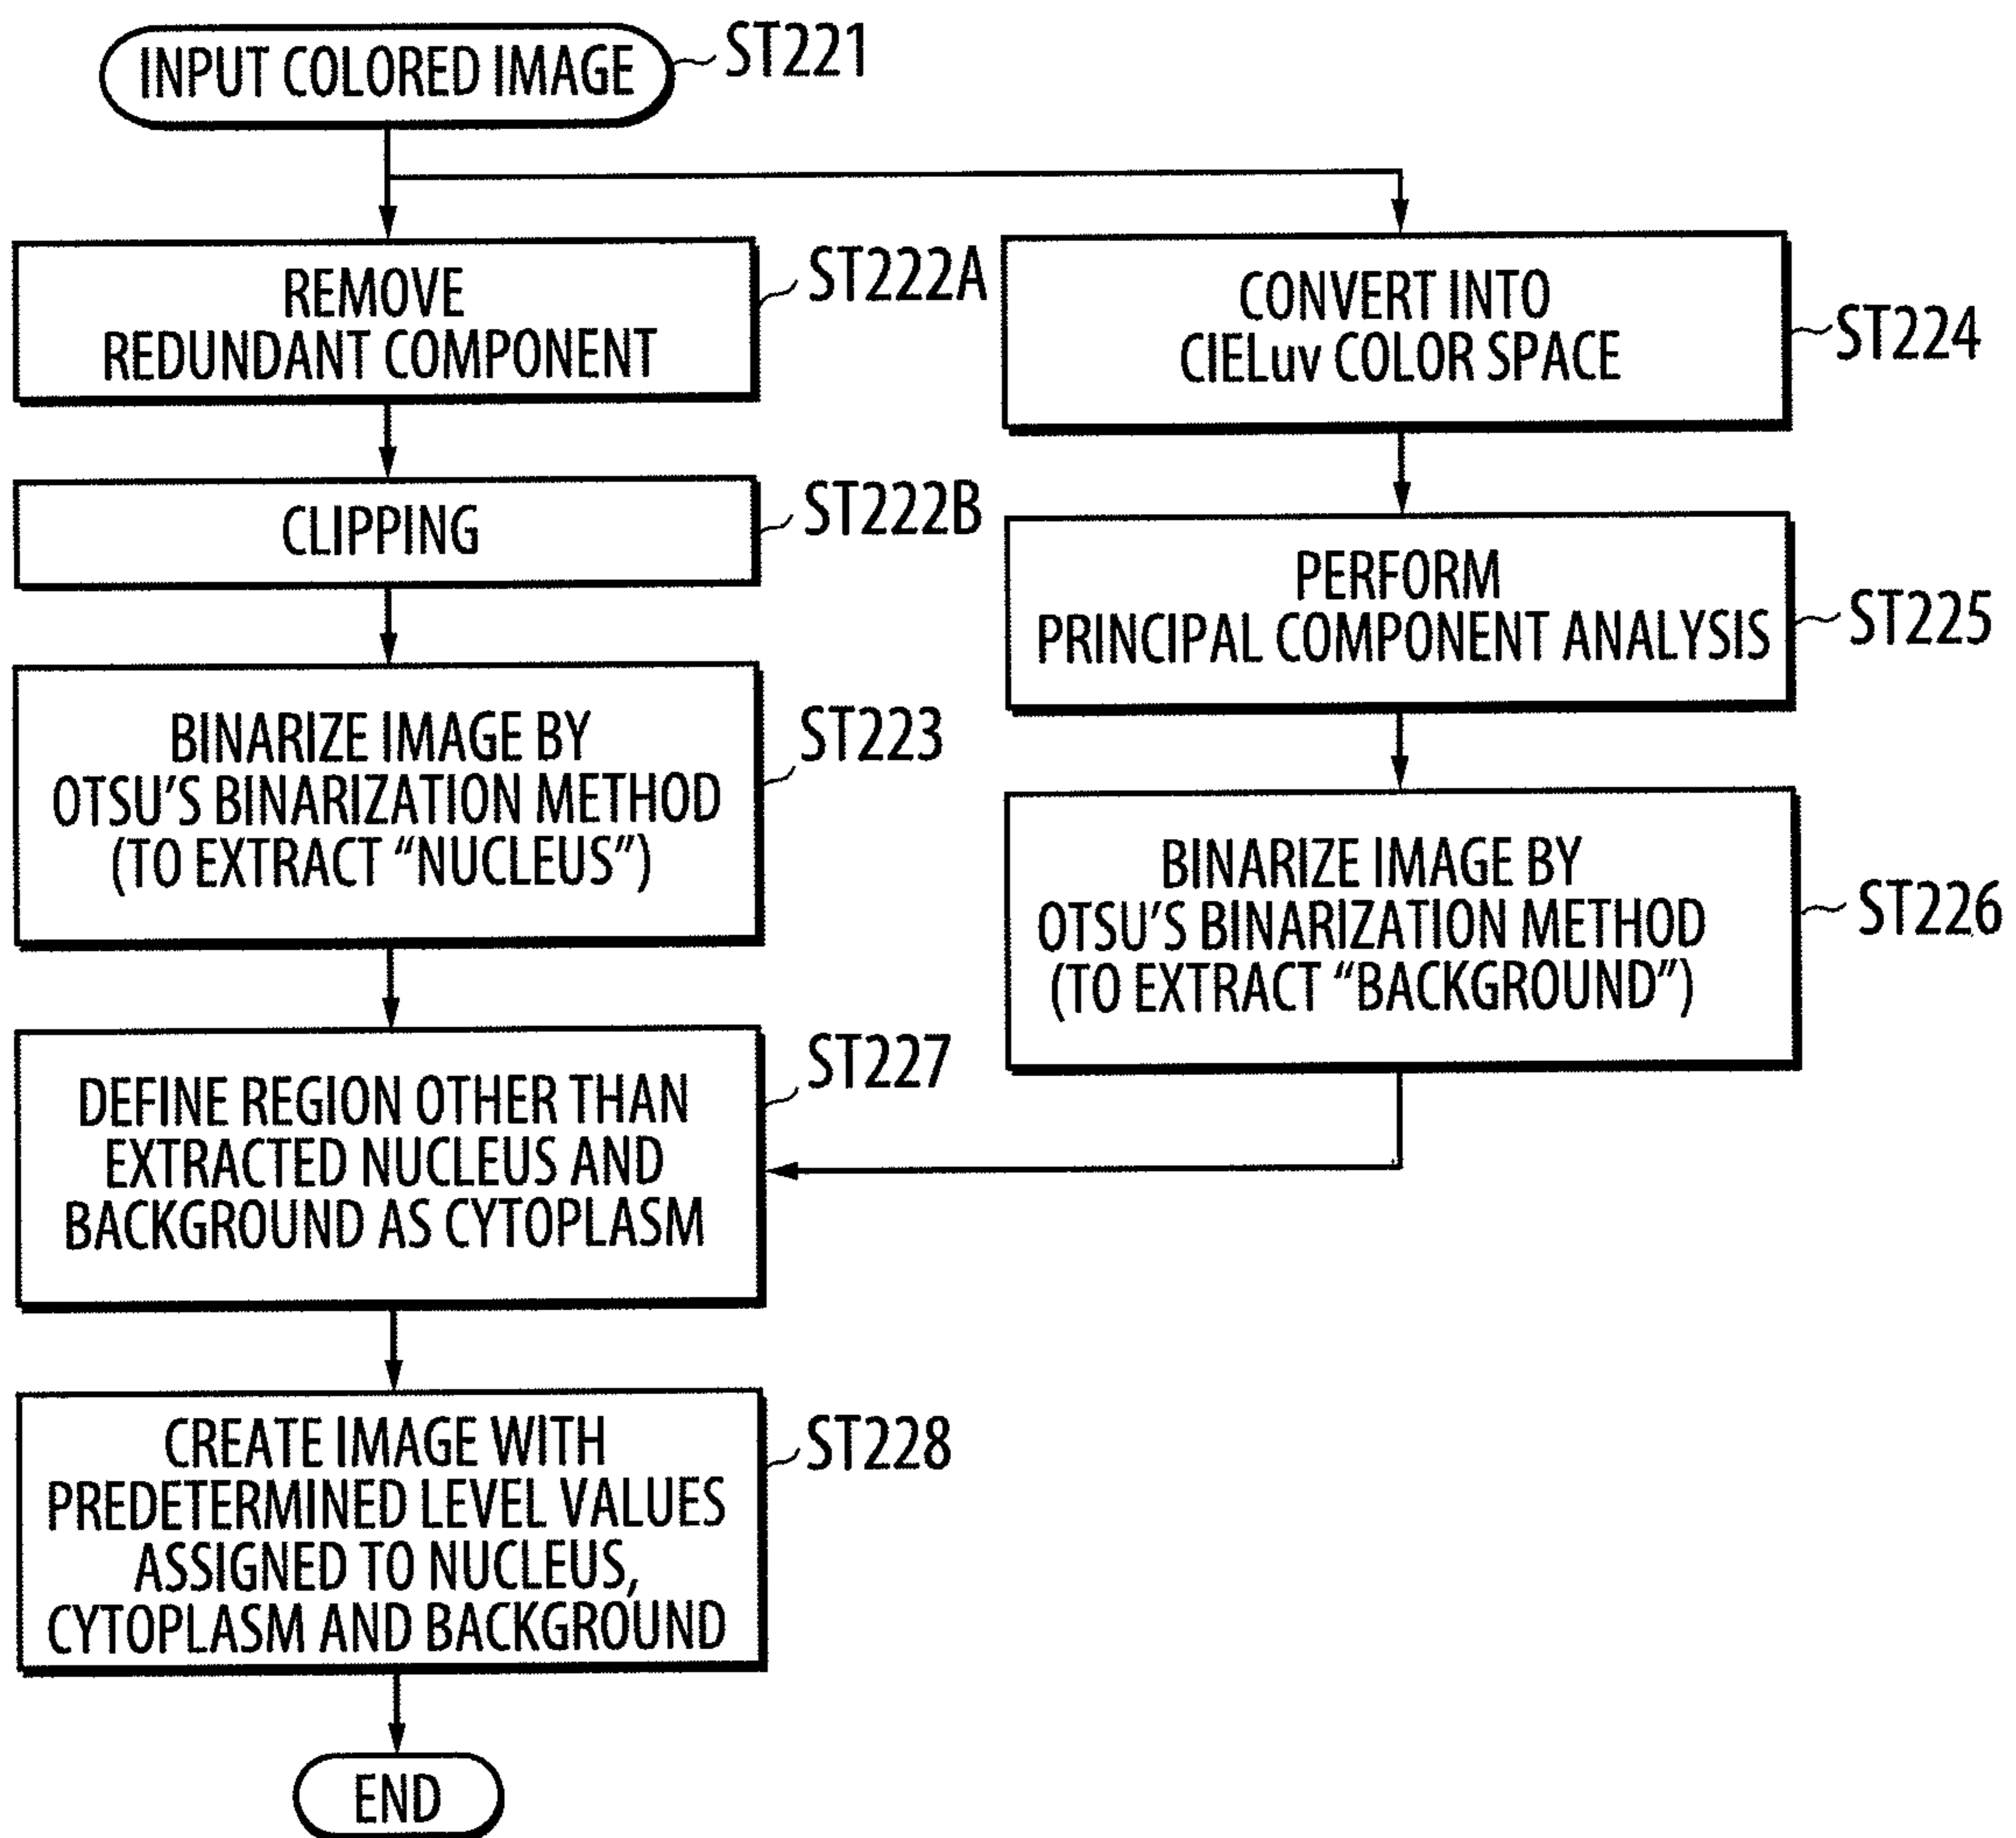 INPUT COLORED IMAGE
ST221
REMOVE
REDUNDANT COMPONENT
ST222A
CLIPPING
ST222B
BINARIZE IMAGE BY
OTSU'S BINARIZATION METHOD
(TO EXTRACT “NUCLEUS”)
ST223
CONVERT INTO
CIELuv COLOR SPACE
ST224
PERFORM
PRINCIPAL COMPONENT ANALYSIS
ST225
BINARIZE IMAGE BY
OTSU'S BINARIZATION METHOD
(TO EXTRACT “BACKGROUND”)
ST226
DEFINE REGION OTHER THAN
EXTRACTED NUCLEUS AND
BACKGROUND AS CYTOPLASM
ST227
CREATE IMAGE WITH
PREDETERMINED LEVEL VALUES
ASSIGNED TO NUCLEUS,
CYTOPLASM AND BACKGROUND
ST228
END